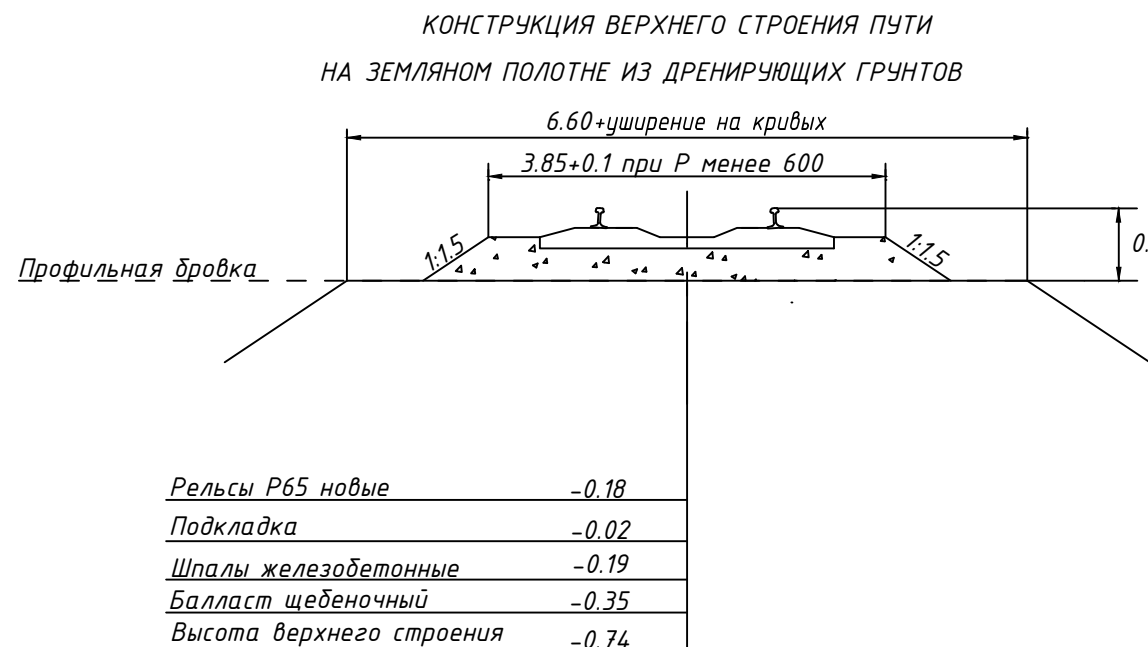 КОНСТРУКЦИЯ ВЕРХНЕГО СТРОЕНИЯ ПУТИ
НА ЗЕМЛЯНОМ ПОЛОТНЕ ИЗ ДРЕНИРУЮЩИХ ГРУНТОВ
6.60+уширение на кривых
3.85+0.1 при Р менее 600
1:1.5
1:1.5
0.
Профильная бровка
Рельсы Р65 новые -0.18
Подкладка -0.02
Шпалы железобетонные -0.19
Балласт щебеночный -0.35
Высота верхнего строения -0.74